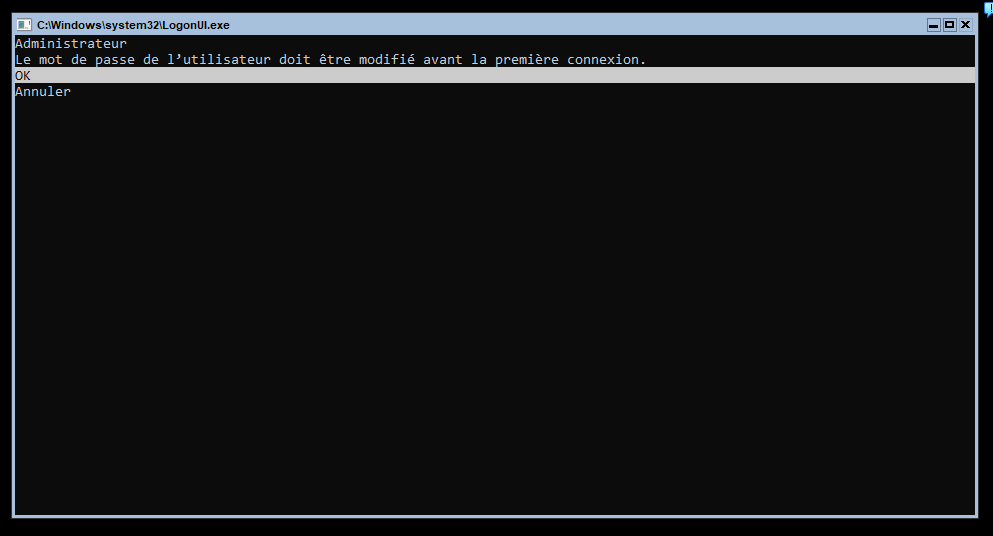 C:\Windows\system32\LogonUI.exe
Administrateur
Le mot de passe de l’utilisateur doit être modifié avant la première connexion.
OK
Annuler